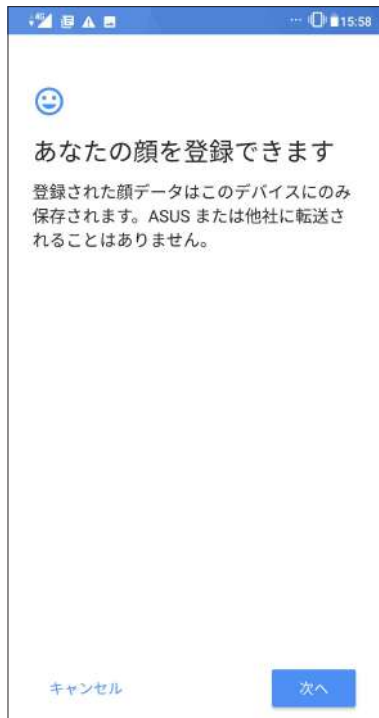 4G 15:58
あなたの顔を登録できます
登録された顔データはこのデバイスにのみ
保存されます。ASUS または他社に転送さ
れることはありません。
キャンセル 次へ